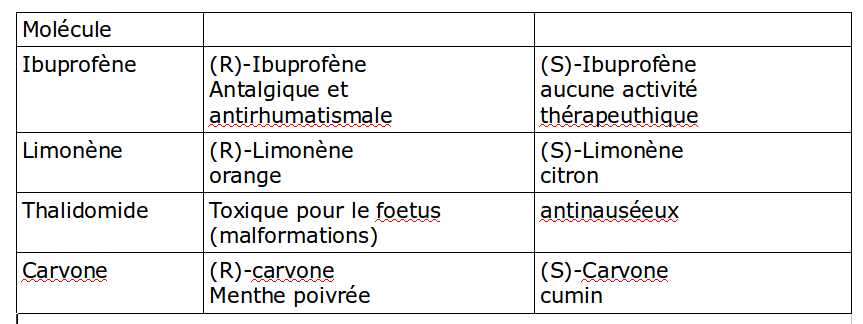 Molécule
Ibuprofène
(R)-Ibuprofène
Antalgique et
antirhumatismale
(S)-Ibuprofène
aucune activité
thérapeuthique
Limonène
(R)-Limonène
orange
(S)-Limonène
citron
Thalidomide
Toxique pour le foetus
(malformations)
antinauséeux
Carvone
(R)-carvone
Menthe poivrée
(S)-Carvone
cumin